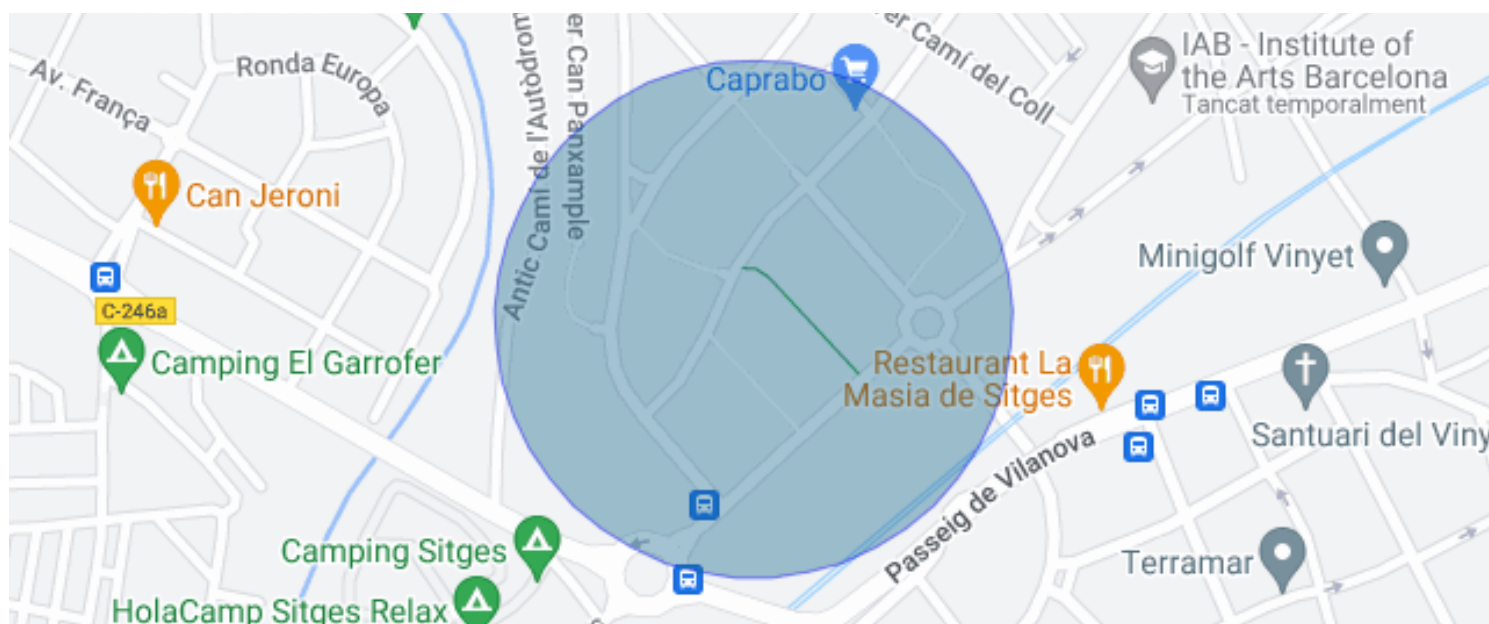 Av. França
Ronda Europa
Can Jeroni
C-246a
Camping El Garrofer
Camping Sitges
HolaCamp Sitges Relax
Antic Camí de l'Autòdrom
er Can Panxample
Caprabo
er Camí del Coll
IAB - Institute of
the Arts Barcelona
Tancat temporalment
Minigolf Vinyet
Restaurant La
Masia de Sitges
Passeig de Vilanova
Santuari del Viny
Terramar